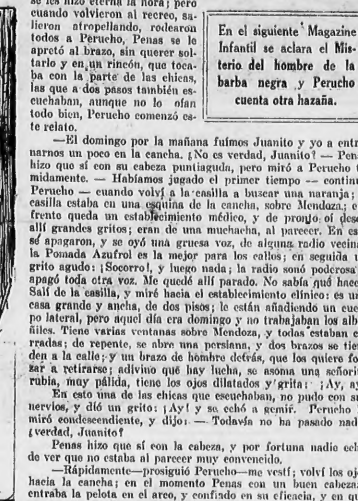 se les hizo eterna la hora; pero
cuando volvieron al recreo, sa-
lieron atropellando, rodearon
todos a Perucho, Penas se le
apretó al brazo, sin querer sol-
tarlo y en un rincón, que toca-
ba con la parte de las chicas,
las que a dos pasos también es-
cuchaban, aunque no lo oían
todo bien, Perucho comenzó es-
te relato.
En el siguiente Magazine
Infantil se aclara el Mis-
terio del hombre de la
barba negra y Perucho
cuenta otra hazaña.
—El domingo por la mañana fuimos Juanito y yo a entre
narnos un poco en la cancha. ¿No es verdad, Juanito? — Pen
hizo que sí con su cabeza puntiaguda, pero miró a Perucho
midamente. — Habíamos jugado el primer tiempo — contin
Perucho — cuando volví a la casilla a buscar una naranja;
casilla estaba en una esquina de la cancha, sobre Mendoza; e
frente queda un establecimiento médico, y de pronto oí des
allí grandes gritos; eran de una muchacha, al parecer. En es
se apagaron, y se oyó una gruesa voz, de alguna radio vecin
la Pomada Azufrol es la mejor para los callos; en seguida
grito agudo: ¡Socorro!, y luego nada; la radio sonó poderosa
apagó toda otra voz. Me quedé allí parado. No sabía qué hace
Salí de la casilla, y miré hacia el establecimiento clínico: es un
casa grande y ancha, de dos pisos; le están añadiendo un cue
po lateral, pero aquel día era domingo y no trabajaban los alb
ñiles. Tiene varias ventanas sobre Mendoza, y todas estaban c
rradas; de repente, se abre una persiana, y dos brazos se tie
den a la calle; y un brazo de hombre detrás, que los quiere fo
zar a retirarse; adivino que hay lucha, se asoma una señori
rubia, muy pálida, tiene los ojos dilatados y grita: ¡Ay, ay
En esto una de las chicas que escuchaban, no pudo con su
nervios, y dió un grito: ¡Ay! y se echó a gemir. Perucho
miró condescendiente, y dijo: — Todavía no ha pasado nad
¿verdad, Juanito?
Penas hizo que sí con la cabeza, y por fortuna nadie ech
de ver que no estaba al parecer muy convencido.
—Rápidamente—prosiguió Perucho—me vestí; volví los oj
hacia la cancha; en el momento Penas con un buen cabeza
entraba la pelota en el arco, y confiado en su eficacia, y en qu